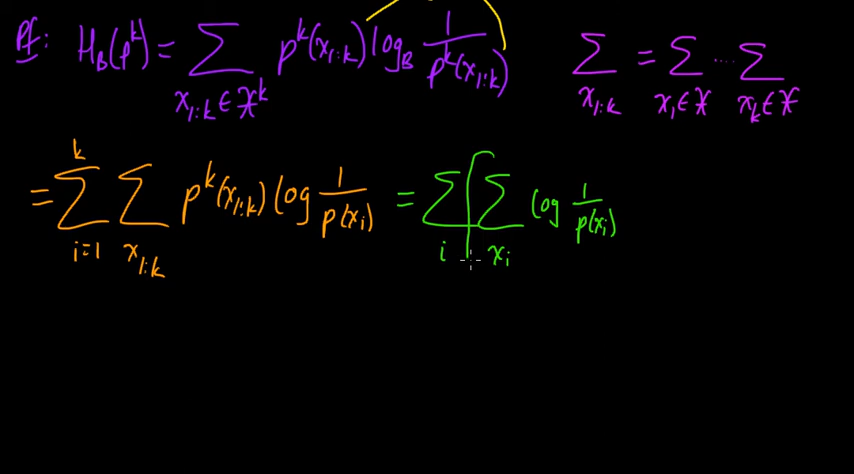 Pf: H_B(p^k) = ∑_{x_{1:k} ∈ 𝒳^k} p^k(x_{1:k}) log_B 1/p^k(x_{1:k})
∑_{x_{1:k}} = ∑_{x_1 ∈ 𝒳} ... ∑_{x_k ∈ 𝒳}
= ∑_{i=1}^{k} ∑_{x_{1:k}} p^k(x_{1:k}) log 1/p(x_i) = ∑_i [∑_{x_i} log 1/p(x_i)